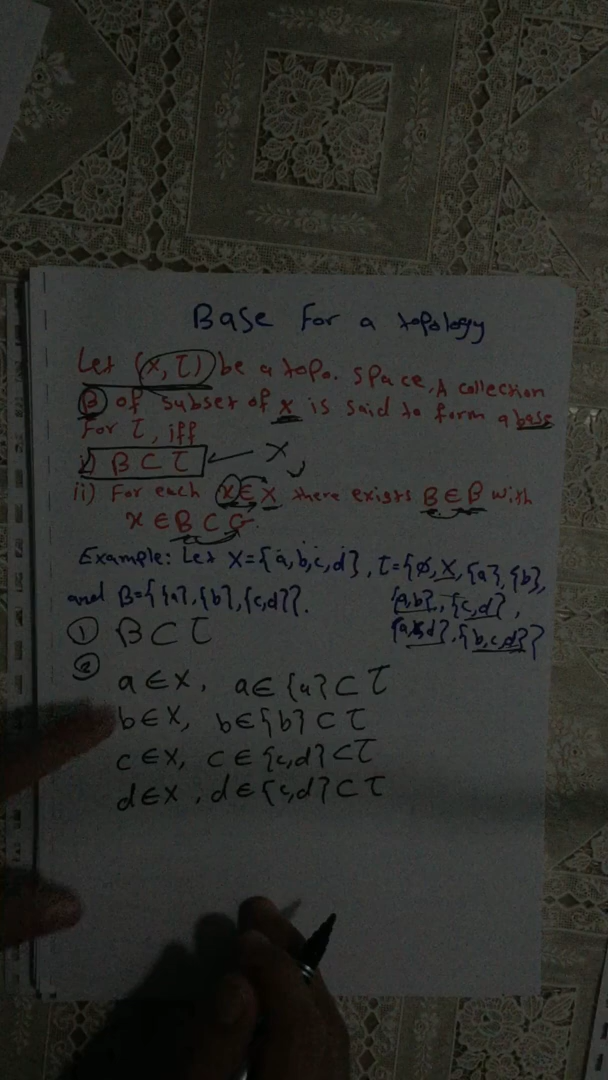 Base For a topology
Let (X, τ) be a topo. space, A collection
β of subset of X is said to form a base
For τ, iff
i) β ⊂ τ ← X
ii) For each x ∈ X there exists B ∈ β with
x ∈ B ⊂ G.
Example: Let X={a,b,c,d}, τ={φ,X,{a},{b},
{a,b},{c,d},
and β={{a},{b},{c,d}}.
d},{b,c,d}}
① β ⊂ τ
②
a ∈ X, a ∈ {a} ⊂ τ
b ∈ X, b ∈ {b} ⊂ τ
c ∈ X, c ∈ {c,d} ⊂ τ
d ∈ X, d ∈ {c,d} ⊂ τ